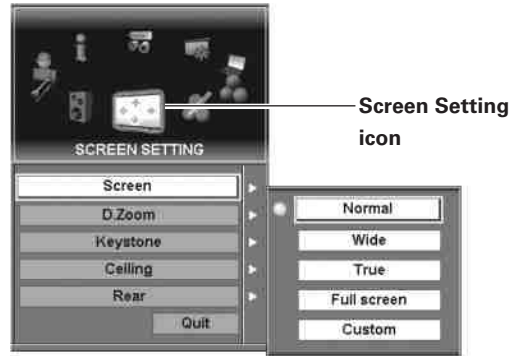 Screen Setting
icon
SCREEN SETTING
Screen
D.Zoom
Keystone
Ceiling
Rear
Quit
Normal
Wide
True
Full screen
Custom